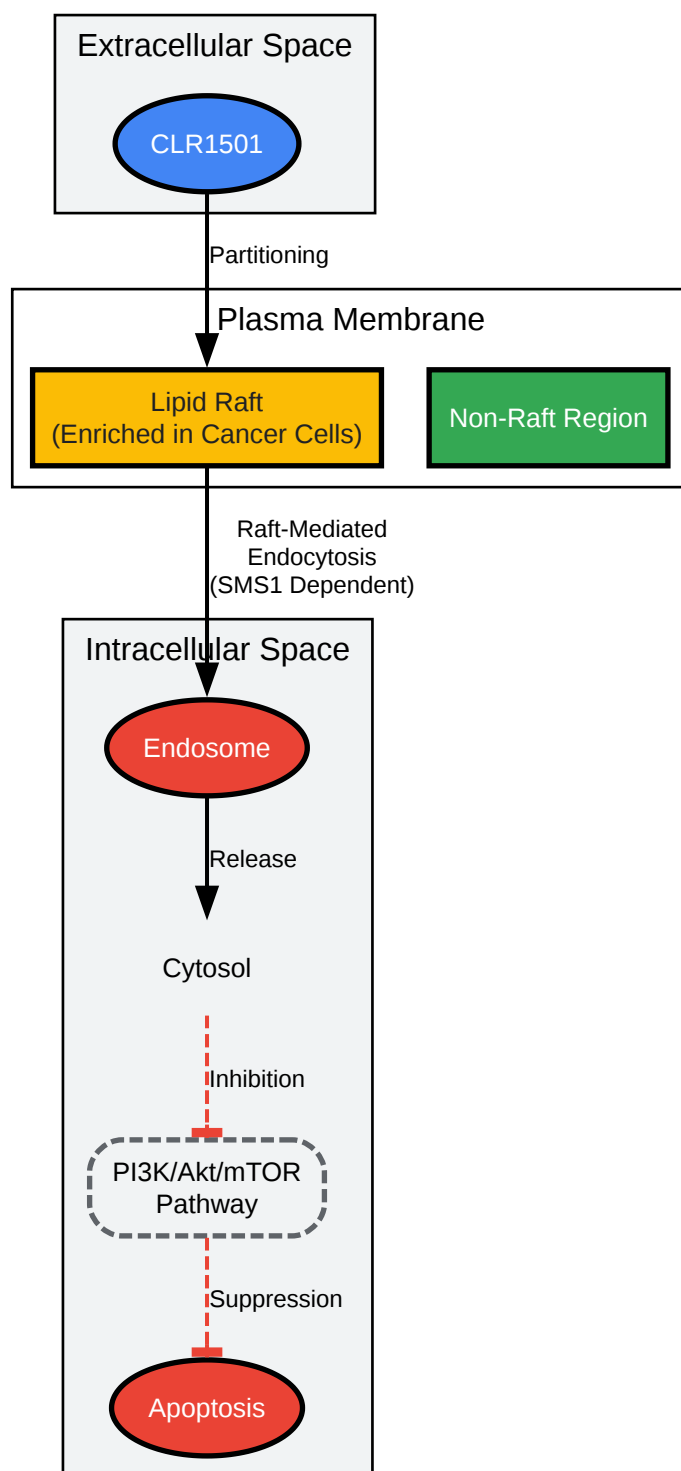 Extracellular Space
CLR1501
Partitioning
Plasma Membrane
Lipid Raft
(Enriched in Cancer Cells)
Non-Raft Region
Raft-Mediated
Endocytosis
(SMS1 Dependent)
Intracellular Space
Endosome
Release
Cytosol
Inhibition
PI3K/Akt/mTOR
Pathway
Suppression
Apoptosis